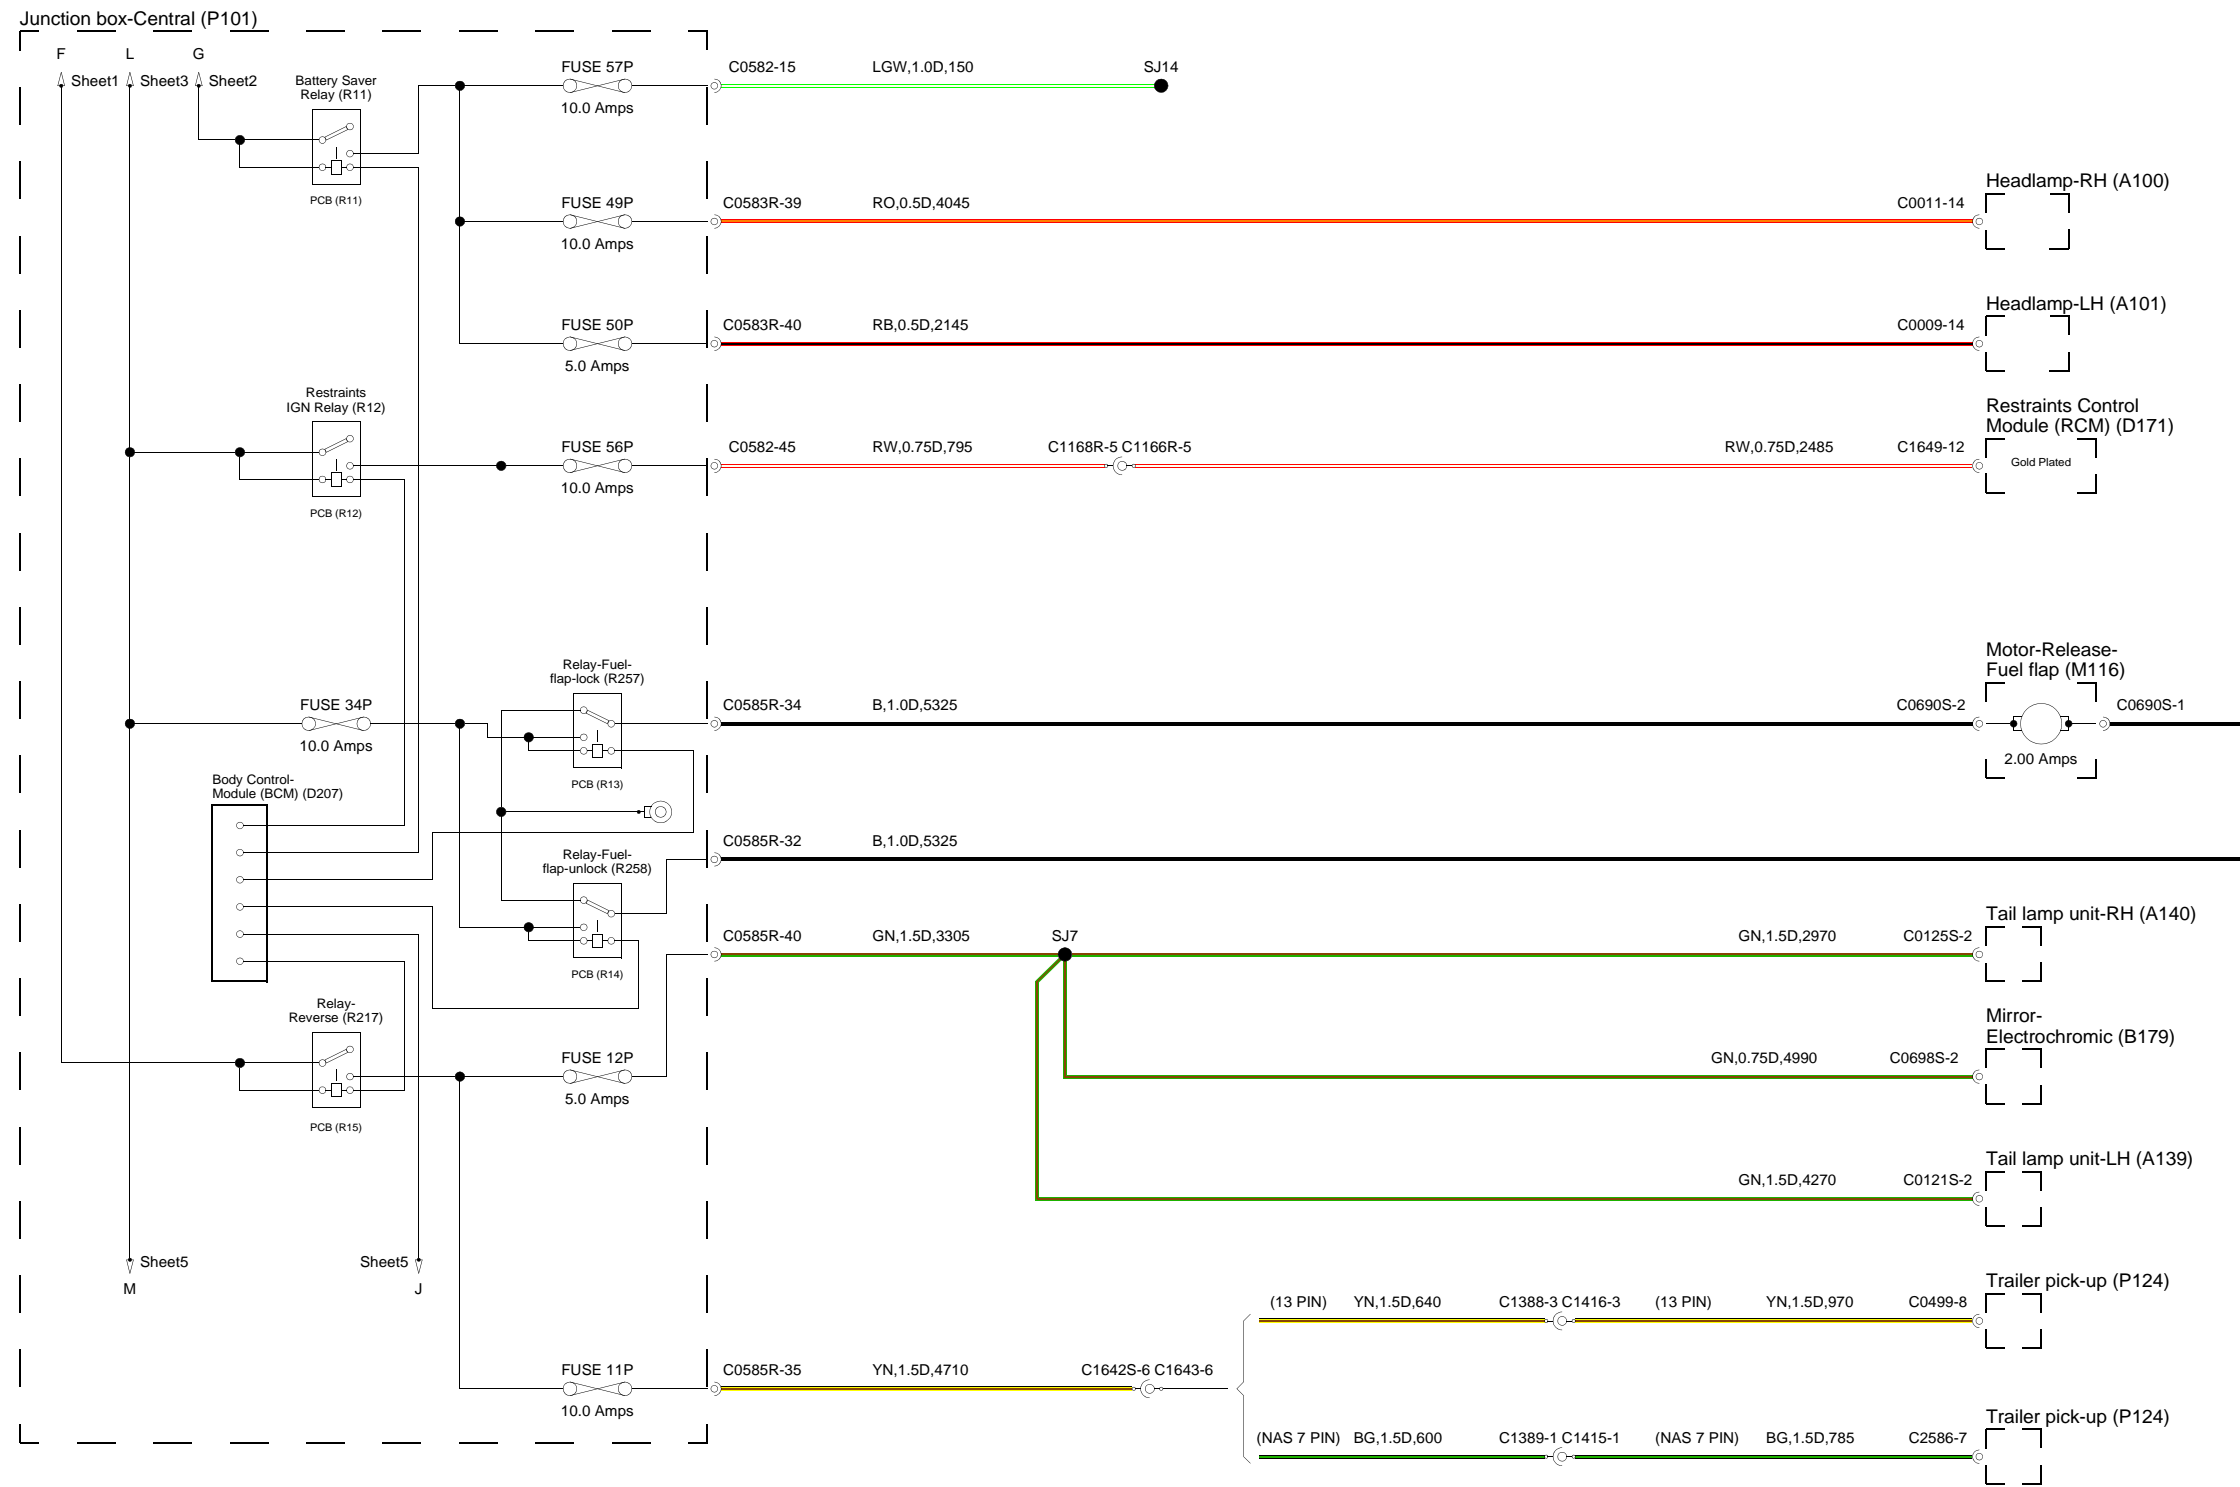 Junction box-Central (P101)
F
L
G
Sheet1
Sheet3
Sheet2
Battery Saver
Relay (R11)
PCB (R11)
FUSE 57P
10.0 Amps
C0582-15
LGW,1.0D,150
SJ14
FUSE 49P
10.0 Amps
C0583R-39
RO,0.5D,4045
C0011-14
Headlamp-RH (A100)
FUSE 50P
5.0 Amps
C0583R-40
RB,0.5D,2145
C0009-14
Headlamp-LH (A101)
Restraints
IGN Relay (R12)
PCB (R12)
FUSE 56P
10.0 Amps
C0582-45
RW,0.75D,795
C1168R-5 C1166R-5
RW,0.75D,2485
C1649-12
Restraints Control
Module (RCM) (D171)
Gold Plated
FUSE 34P
10.0 Amps
Relay-Fuel-
flap-lock (R257)
PCB (R13)
C0585R-34
B,1.0D,5325
C0690S-2
Motor-Release-
Fuel flap (M116)
2.00 Amps
C0690S-1
Body Control-
Module (BCM) (D207)
Relay-Fuel-
flap-unlock (R258)
PCB (R14)
C0585R-32
B,1.0D,5325
C0585R-40
GN,1.5D,3305
SJ7
GN,1.5D,2970
C0125S-2
Tail lamp unit-RH (A140)
Relay-
Reverse (R217)
PCB (R15)
FUSE 12P
5.0 Amps
GN,0.75D,4990
C0698S-2
Mirror-
Electrochromic (B179)
GN,1.5D,4270
C0121S-2
Tail lamp unit-LH (A139)
Sheet5
M
Sheet5
J
(13 PIN)
YN,1.5D,640
C1388-3 C1416-3
(13 PIN)
YN,1.5D,970
C0499-8
Trailer pick-up (P124)
FUSE 11P
10.0 Amps
C0585R-35
YN,1.5D,4710
C1642S-6 C1643-6
(NAS 7 PIN)
BG,1.5D,600
C1389-1 C1415-1
(NAS 7 PIN)
BG,1.5D,785
C2586-7
Trailer pick-up (P124)